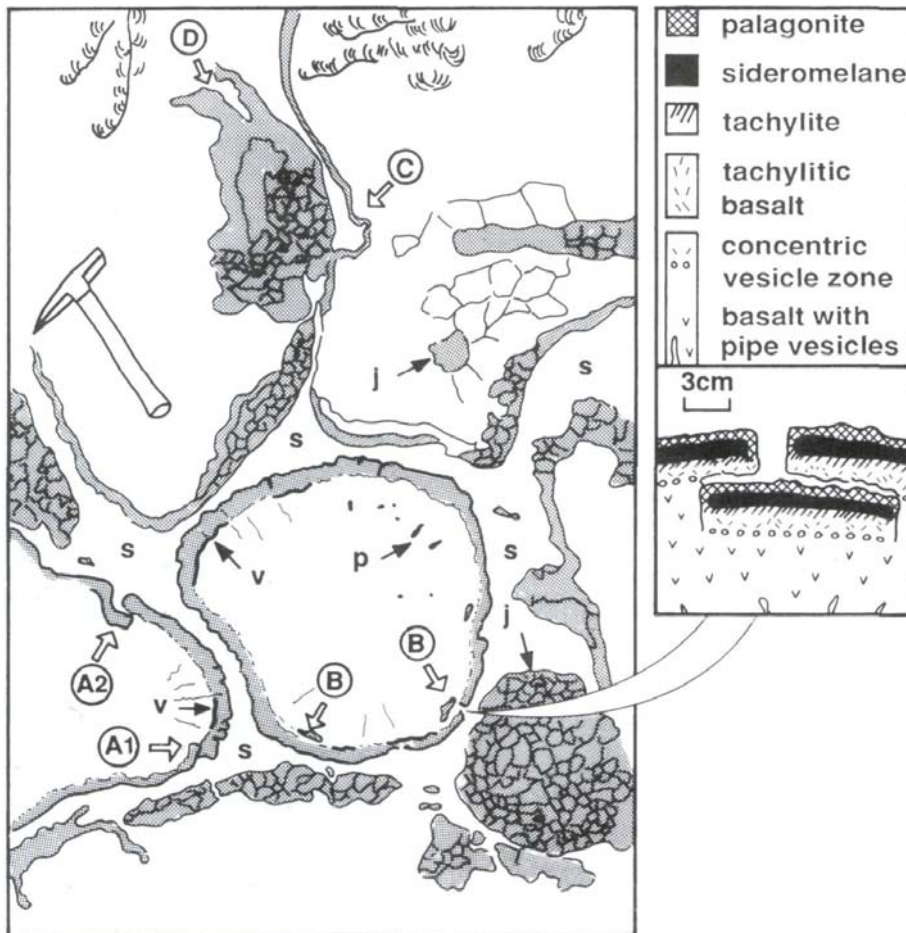 D
C
j
s
s
s
s
v
p
j
B
B
A2
v
A1
s
palagonite
sideromelane
tachylite
tachylitic
basalt
concentric
vesicle zone
basalt with
pipe vesicles
3cm